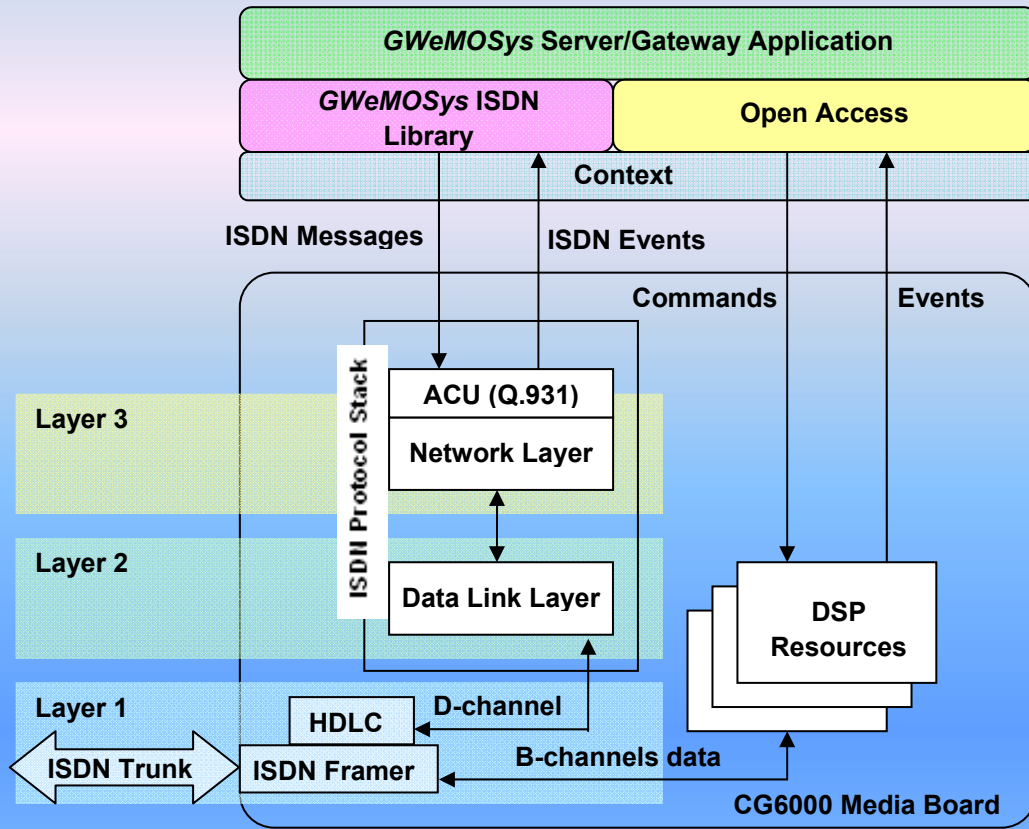 GWeMOSys Server/Gateway Application
GWeMOSys ISDN
Library
Open Access
Context
ISDN Messages
ISDN Events
Commands
Events
ISDN Protocol Stack
ACU (Q.931)
Layer 3
Network Layer
Layer 2
Data Link Layer
DSP
Resources
Layer 1
D-channel
HDLC
B-channels data
ISDN Trunk
ISDN Framer
CG6000 Media Board